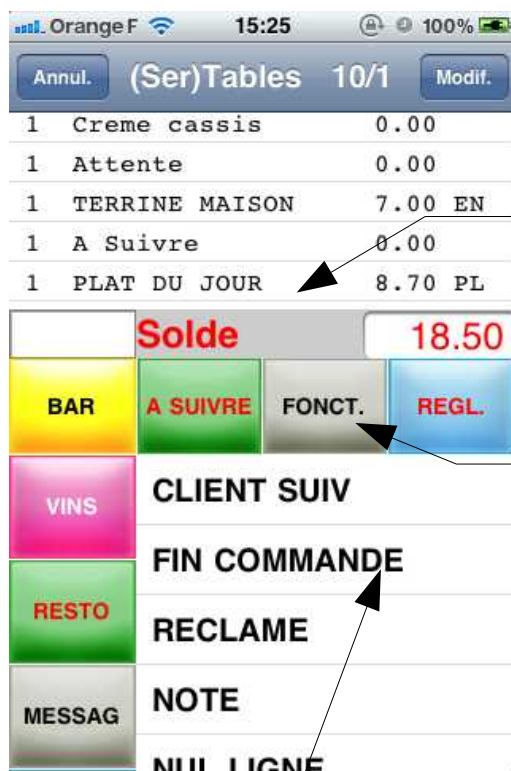 Orange F 15:25 100%
Annul. (Ser)Tables 10/1 Modif.
1 Creme cassis 0.00
1 Attente 0.00
1 TERRINE MAISON 7.00 EN
1 A Suivre 0.00
1 PLAT DU JOUR 8.70 PL
Solde 18.50
BAR A SUIVRE FONCT. REGL.
VINS CLIENT SUIV
FIN COMMANDE
RESTO
RECLAME
MESSAG NOTE
NUL LIGNE